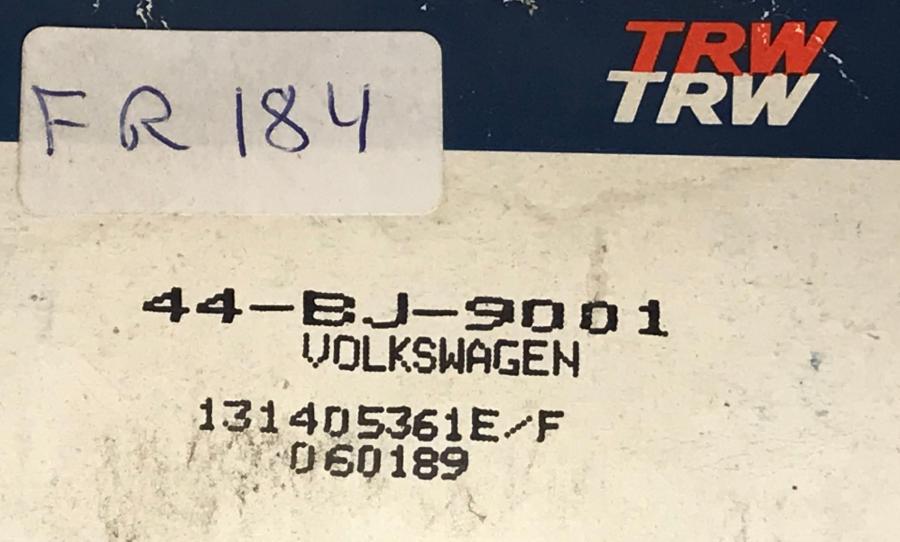 TRW
TRW
FR 184
44-BJ-9001
VOLKSWAGEN
131405361E/F
060189